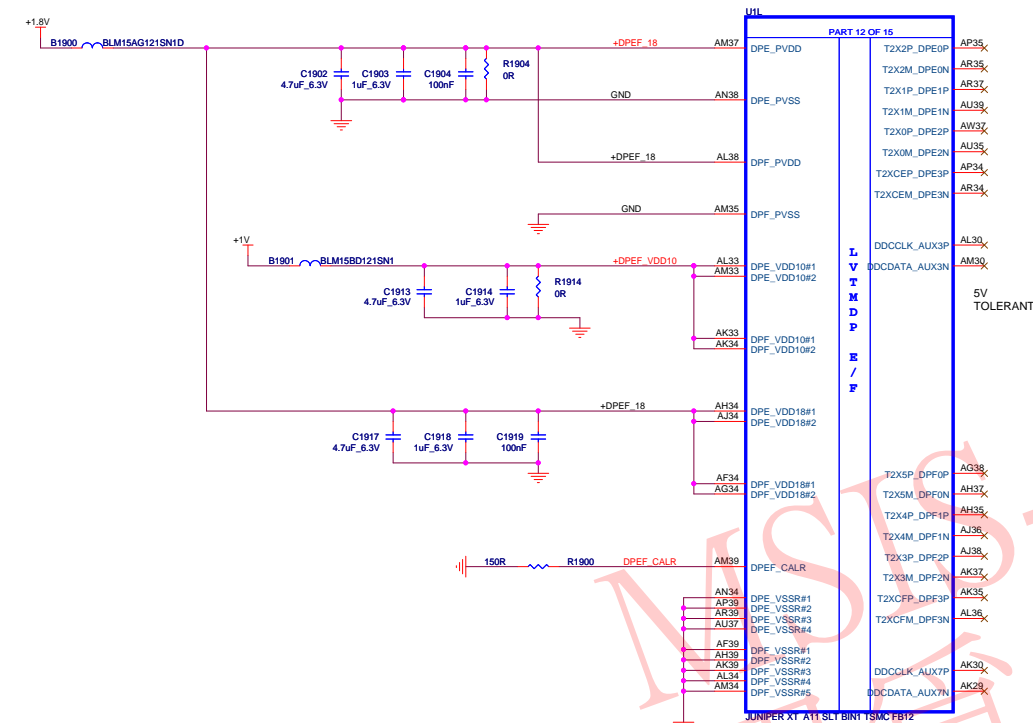 U1L
+1.8V
B1900 BLM15AG121SN1D
+DPEF_18 AM37 DPE_PVDD
PART 12 OF 15
T2X2P_DPE0P AP35
T2X2M_DPE0N AR35
C1902 4.7uF_6.3V
C1903 1uF_6.3V
C1904 100nF
R1904 0R
T2X1P_DPE1P AR37
GND AN38 DPE_PVSS
T2X1M_DPE1N AU39
T2X0P_DPE2P AW37
T2X0M_DPE2N AU35
+DPEF_18 AL38 DPF_PVDD
T2XCEP_DPE3P AP34
T2XCEM_DPE3N AR34
GND AM35 DPF_PVSS
+1V
B1901 BLM15BD121SN1
+DPEF_VDD10 AL33 DPE_VDD10#1
AM33 DPE_VDD10#2
DDCCLK_AUX3P AL30
DDCDATA_AUX3N AM30
5V
TOLERANT
C1913 4.7uF_6.3V
C1914 1uF_6.3V
R1914 0R
AK33 DPF_VDD10#1
AK34 DPF_VDD10#2
LVTMDP E/F
+DPEF_18 AH34 DPE_VDD18#1
AJ34 DPE_VDD18#2
C1917 4.7uF_6.3V
C1918 1uF_6.3V
C1919 100nF
AF34 DPF_VDD18#1
AG34 DPF_VDD18#2
T2X5P_DPF0P AG38
T2X5M_DPF0N AH37
T2X4P_DPF1P AH35
T2X4M_DPF1N AJ36
T2X3P_DPF2P AJ38
T2X3M_DPF2N AK37
T2XCFP_DPF3P AK35
T2XCFM_DPF3N AL36
150R R1900 DPEF_CALR AM39 DPEF_CALR
AN34 DPE_VSSR#1
AP39 DPE_VSSR#2
AR39 DPE_VSSR#3
AU37 DPE_VSSR#4
AF39 DPF_VSSR#1
AH39 DPF_VSSR#2
AK39 DPF_VSSR#3
AL34 DPF_VSSR#4
AM34 DPF_VSSR#5
DDCCLK_AUX7P AK30
DDCDATA_AUX7N AK29
JUNIPER XT A11 SLT BIN1 TSMC FB12
MSIS